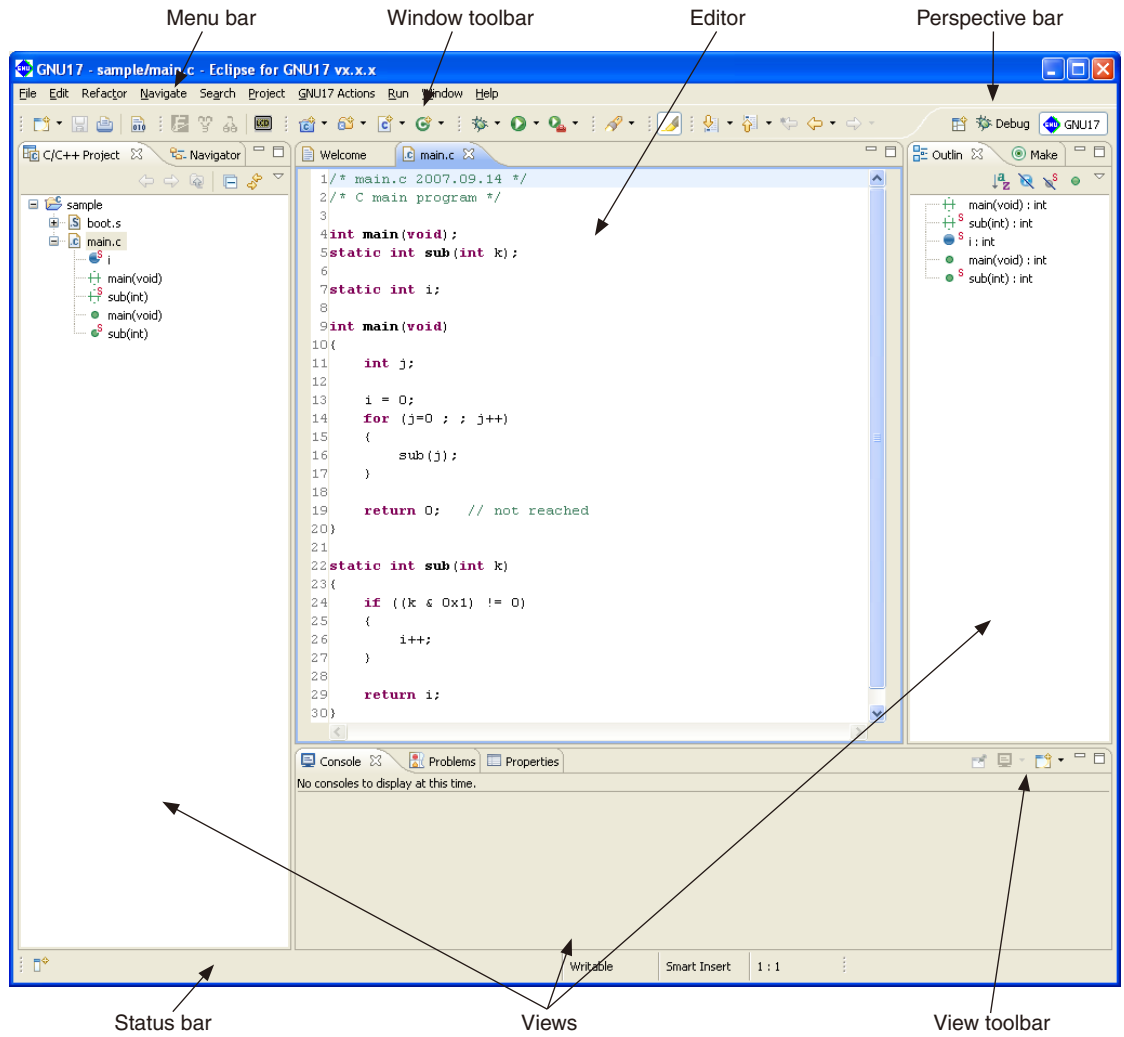 Menu bar Window toolbar Editor Perspective bar
GNU17 - sample/main.c - Eclipse for GNU17 vx.x.x
File Edit Refactor Navigate Search Project GNU17 Actions Run Window Help
010 LCD Debug GNU17
C/C++ Project Navigator Welcome main.c Outlin Make
sample
boot.s
main.c
i
main(void)
sub(int)
main(void)
sub(int)
1/* main.c 2007.09.14 */
2/* C main program */
3
4int main(void);
5static int sub(int k);
6
7static int i;
8
9int main(void)
10{
11 int j;
12
13 i = 0;
14 for (j=0 ; ; j++)
15 {
16 sub(j);
17 }
18
19 return 0; // not reached
20}
21
22static int sub(int k)
23{
24 if ((k & 0x1) != 0)
25 {
26 i++;
27 }
28
29 return i;
30}
main(void) : int
sub(int) : int
i : int
main(void) : int
sub(int) : int
Console Problems Properties
No consoles to display at this time.
Writable Smart Insert 1 : 1
Status bar Views View toolbar